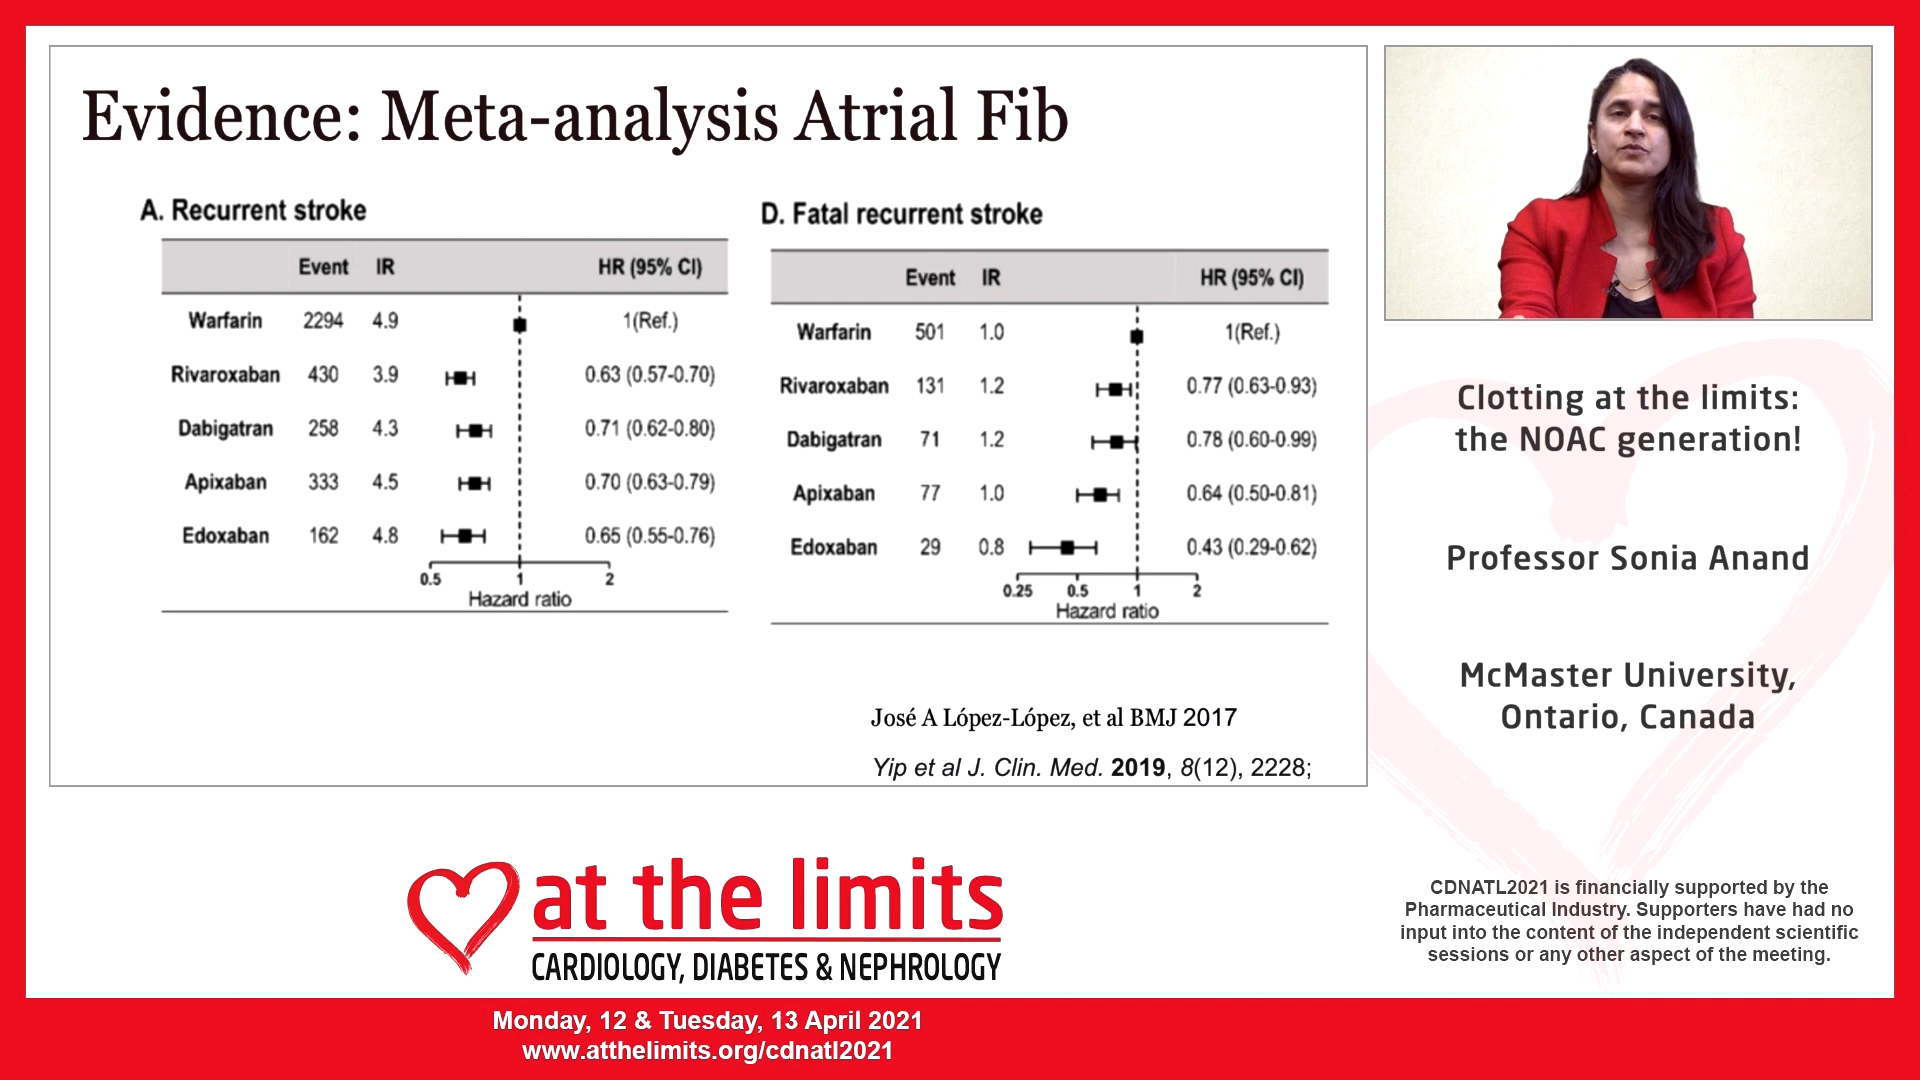 Evidence: Meta-analysis Atrial Fib
A. Recurrent stroke
Event IR HR (95% CI)
Warfarin 2294 4.9 1(Ref.)
Rivaroxaban 430 3.9 0.63 (0.57-0.70)
Dabigatran 258 4.3 0.71 (0.62-0.80)
Apixaban 333 4.5 0.70 (0.63-0.79)
Edoxaban 162 4.8 0.65 (0.55-0.76)
0.5 1 2
Hazard ratio
D. Fatal recurrent stroke
Event IR HR (95% CI)
Warfarin 501 1.0 1(Ref.)
Rivaroxaban 131 1.2 0.77 (0.63-0.93)
Dabigatran 71 1.2 0.78 (0.60-0.99)
Apixaban 77 1.0 0.64 (0.50-0.81)
Edoxaban 29 0.8 0.43 (0.29-0.62)
0.25 0.5 1 2
Hazard ratio
José A López-López, et al BMJ 2017
Yip et al J. Clin. Med. 2019, 8(12), 2228;
Clotting at the limits:
the NOAC generation!
Professor Sonia Anand
McMaster University,
Ontario, Canada
CDNATL2021 is financially supported by the
Pharmaceutical Industry. Supporters have had no
input into the content of the independent scientific
sessions or any other aspect of the meeting.
at the limits
CARDIOLOGY, DIABETES & NEPHROLOGY
Monday, 12 & Tuesday, 13 April 2021
www.atthelimits.org/cdnatl2021